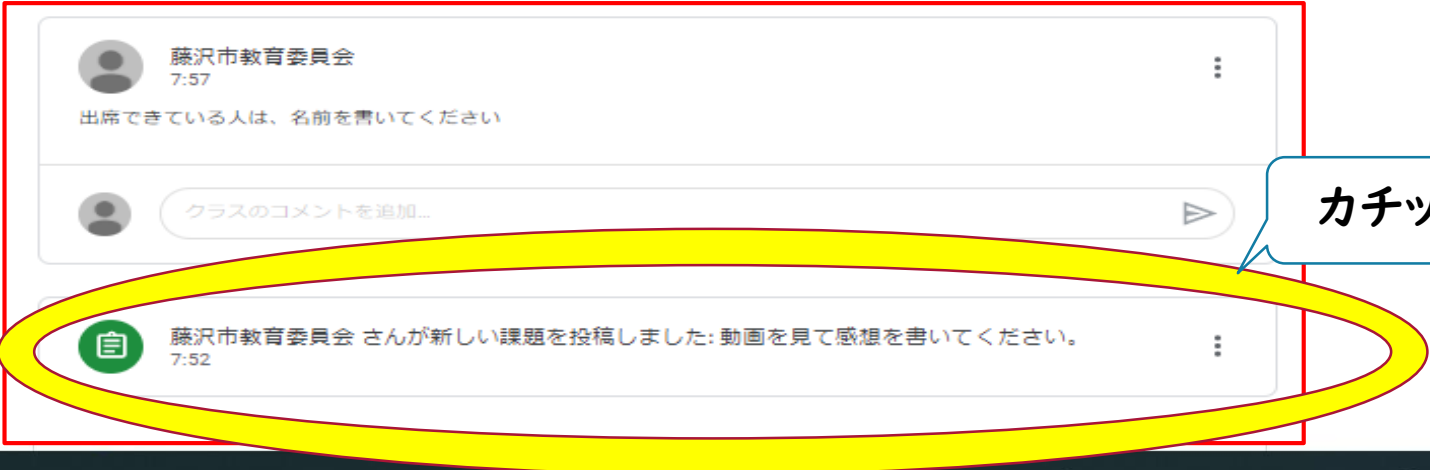 藤沢市教育委員会
7:57
出席できている人は、名前を書いてください
クラスのコメントを追加...
カチッ
藤沢市教育委員会 さんが新しい課題を投稿しました: 動画を見て感想を書いてください。
7:52